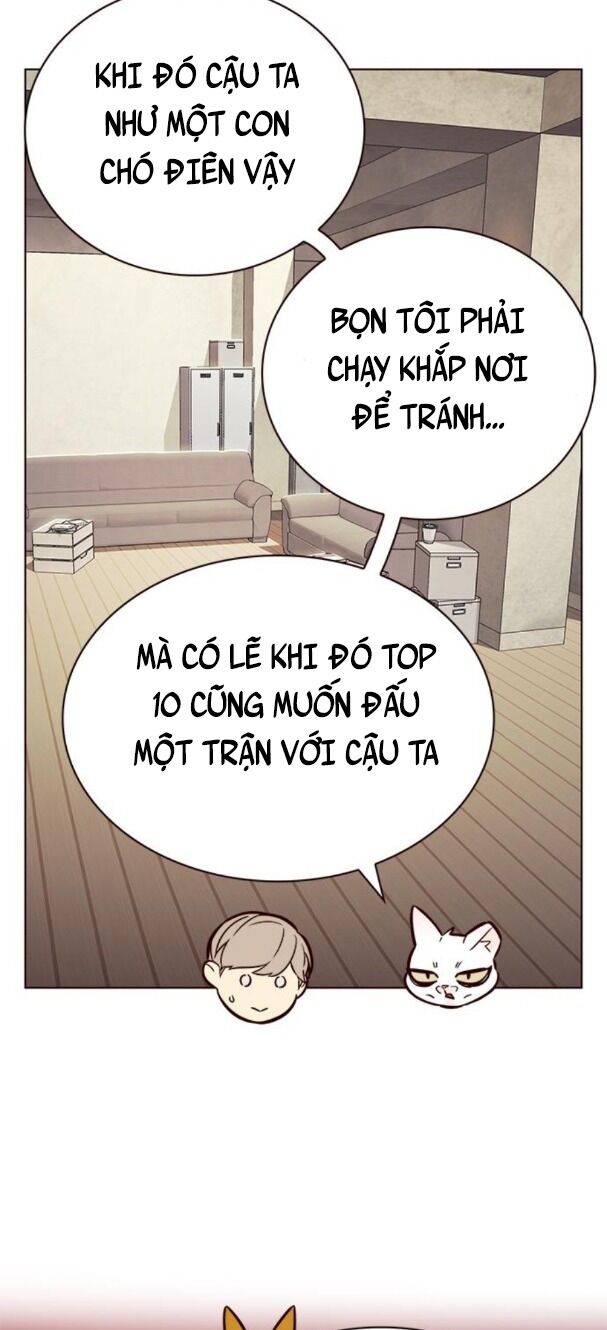 KHI ĐÓ CẬU TA
NHƯ MỘT CON
CHÓ ĐIÊN VẬY
BỌN TÔI PHẢI
CHẠY KHẮP NƠI
ĐỂ TRÁNH...
MÀ CÓ LẼ KHI ĐÓ TOP
10 CŨNG MUỐN ĐẤU
MỘT TRẬN VỚI CẬU TA